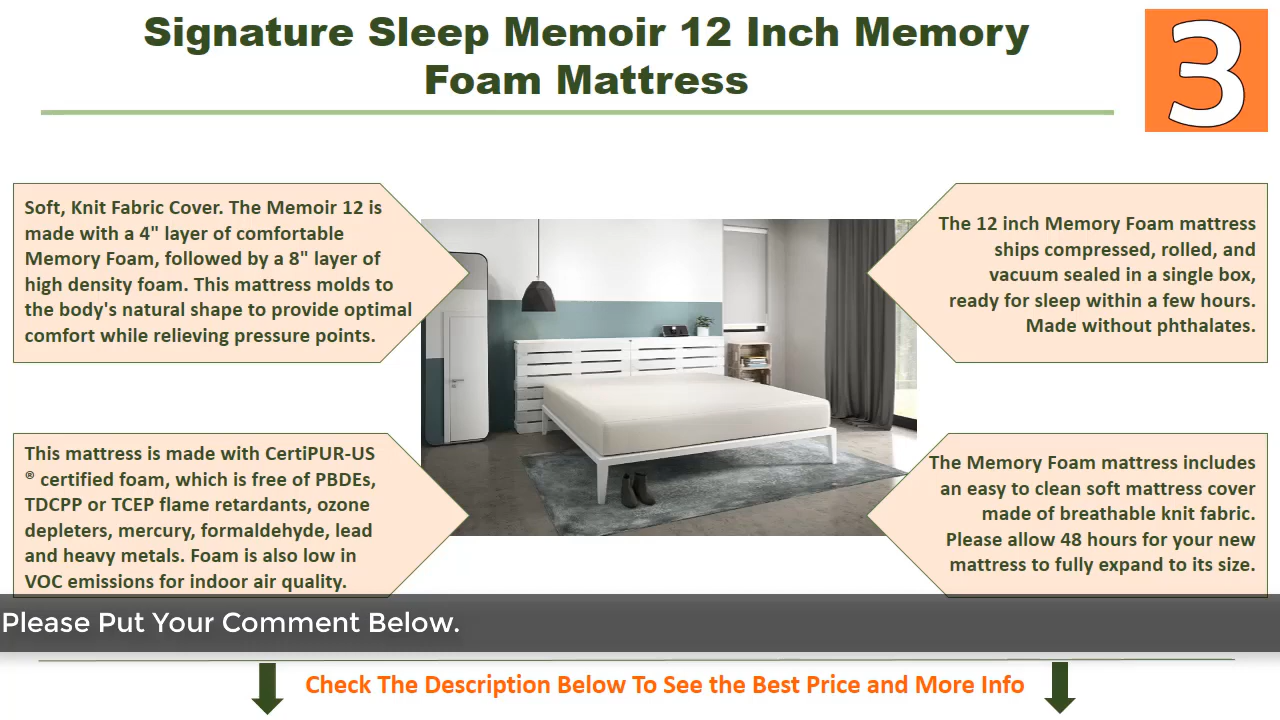 Signature Sleep Memoir 12 Inch Memory
Foam Mattress
3
Soft, Knit Fabric Cover. The Memoir 12 is
made with a 4" layer of comfortable
Memory Foam, followed by a 8" layer of
high density foam. This mattress molds to
the body's natural shape to provide optimal
comfort while relieving pressure points.
The 12 inch Memory Foam mattress
ships compressed, rolled, and
vacuum sealed in a single box,
ready for sleep within a few hours.
Made without phthalates.
This mattress is made with CertiPUR-US
® certified foam, which is free of PBDEs,
TDCPP or TCEP flame retardants, ozone
depleters, mercury, formaldehyde, lead
and heavy metals. Foam is also low in
VOC emissions for indoor air quality.
The Memory Foam mattress includes
an easy to clean soft mattress cover
made of breathable knit fabric.
Please allow 48 hours for your new
mattress to fully expand to its size.
Please Put Your Comment Below.
Check The Description Below To See the Best Price and More Info